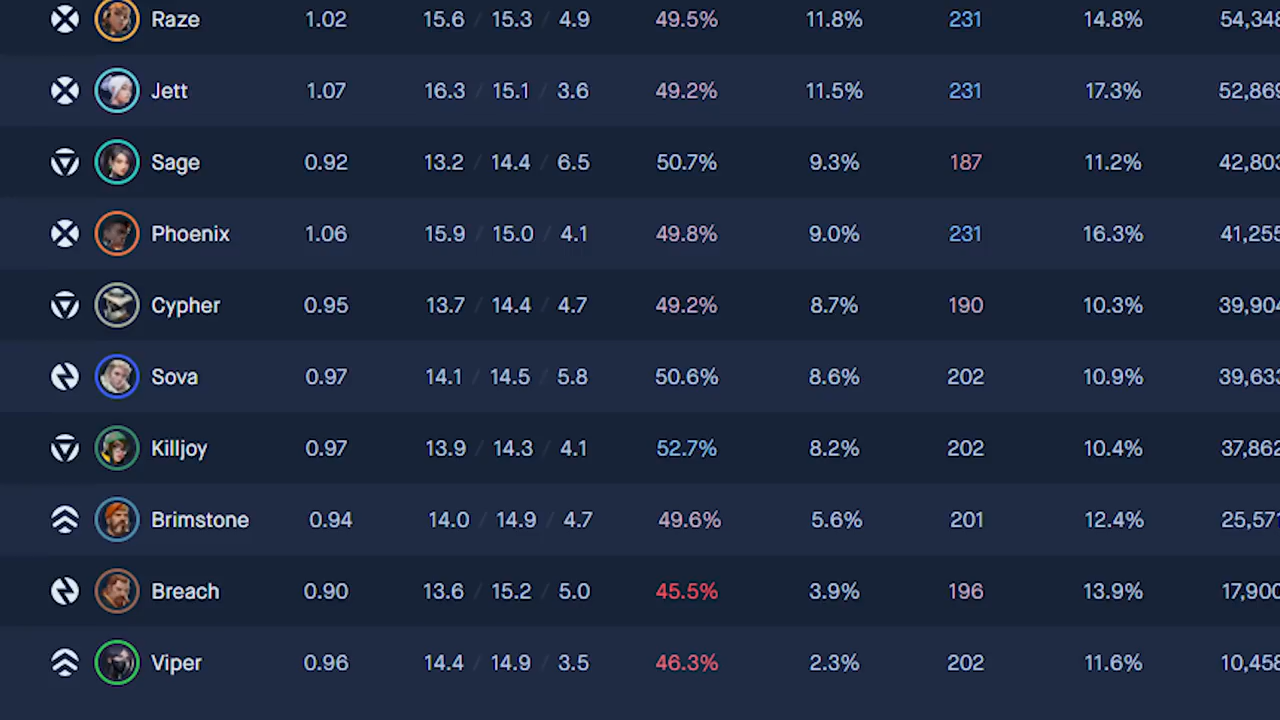 Raze 1.02 15.6 / 15.3 / 4.9 49.5% 11.8% 231 14.8%
Jett 1.07 16.3 / 15.1 / 3.6 49.2% 11.5% 231 17.3%
Sage 0.92 13.2 / 14.4 / 6.5 50.7% 9.3% 187 11.2%
Phoenix 1.06 15.9 / 15.0 / 4.1 49.8% 9.0% 231 16.3%
Cypher 0.95 13.7 / 14.4 / 4.7 49.2% 8.7% 190 10.3%
Sova 0.97 14.1 / 14.5 / 5.8 50.6% 8.6% 202 10.9%
Killjoy 0.97 13.9 / 14.3 / 4.1 52.7% 8.2% 202 10.4%
Brimstone 0.94 14.0 / 14.9 / 4.7 49.6% 5.6% 201 12.4%
Breach 0.90 13.6 / 15.2 / 5.0 45.5% 3.9% 196 13.9%
Viper 0.96 14.4 / 14.9 / 3.5 46.3% 2.3% 202 11.6%